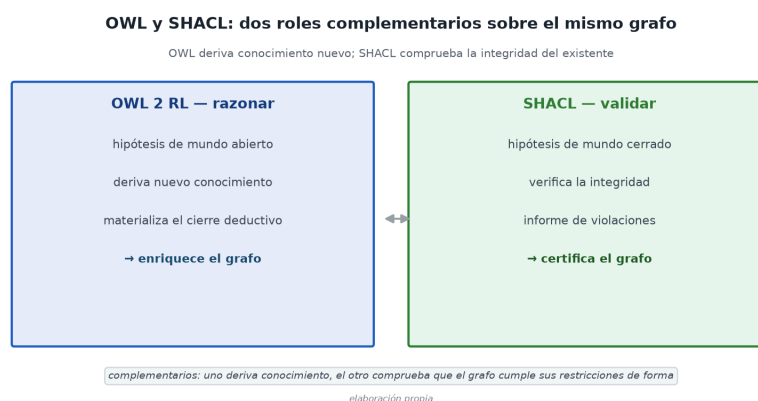 OWL y SHACL: dos roles complementarios sobre el mismo grafo
OWL deriva conocimiento nuevo; SHACL comprueba la integridad del existente
OWL 2 RL — razonar
hipótesis de mundo abierto
deriva nuevo conocimiento
materializa el cierre deductivo
→ enriquece el grafo
SHACL — validar
hipótesis de mundo cerrado
verifica la integridad
informe de violaciones
→ certifica el grafo
complementarios: uno deriva conocimiento, el otro comprueba que el grafo cumple sus restricciones de forma
elaboración propia